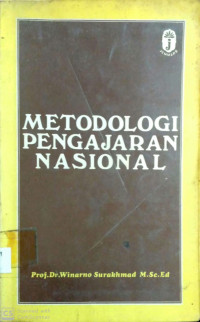 METODOLOGI
PENGAJARAN
NASIONAL
Prof.Dr.Winarno Surakhmad M.Sc.Ed